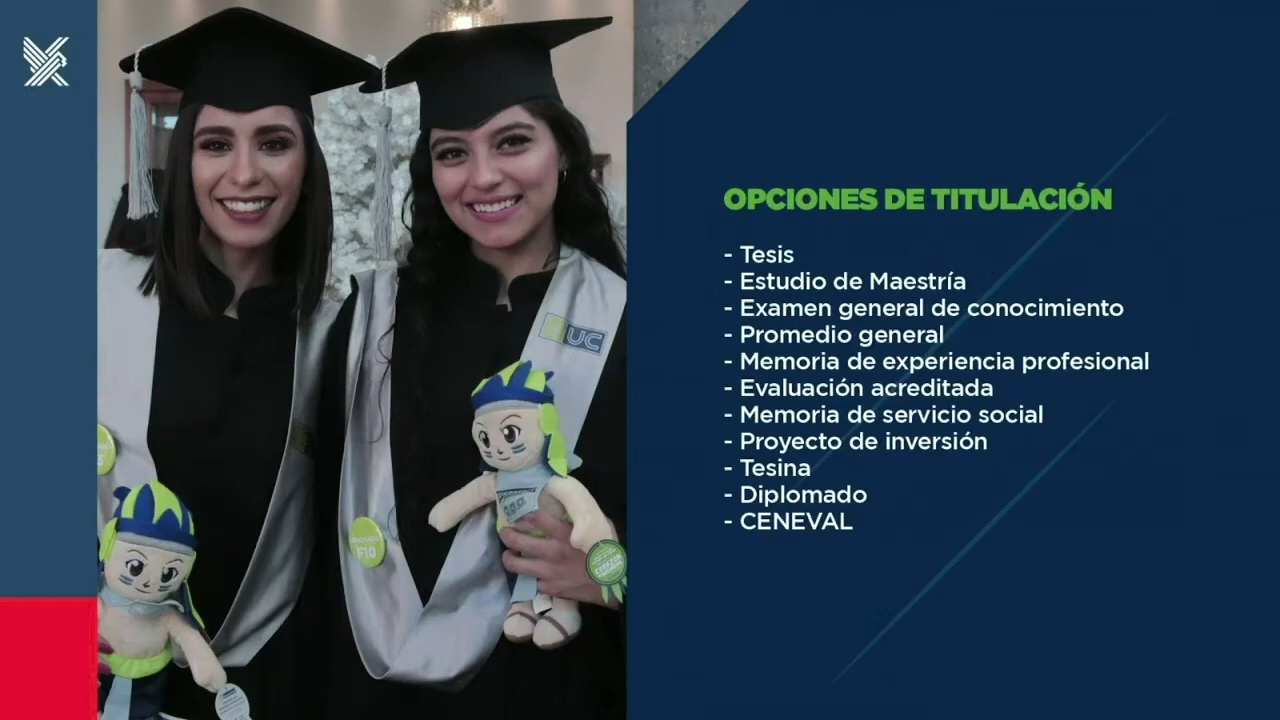 OPCIONES DE TITULACIÓN
- Tesis
- Estudio de Maestría
- Examen general de conocimiento
- Promedio general
- Memoria de experiencia profesional
- Evaluación acreditada
- Memoria de servicio social
- Proyecto de inversión
- Tesina
- Diplomado
- CENEVAL
UC
F10